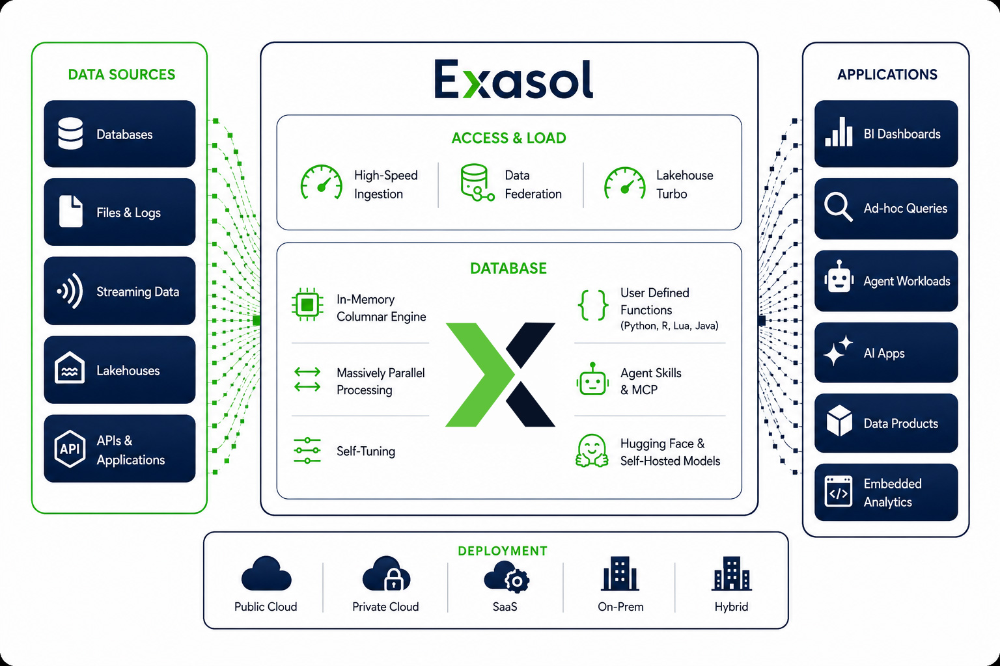 DATA SOURCES
Databases
Files & Logs
Streaming Data
Lakehouses
API
APIs &
Applications
Exasol
ACCESS & LOAD
High-Speed
Ingestion
Data
Federation
Lakehouse
Turbo
DATABASE
In-Memory
Columnar Engine
Massively Parallel
Processing
Self-Tuning
User Defined
Functions
(Python, R, Lua, Java)
Agent Skills
& MCP
Hugging Face &
Self-Hosted Models
APPLICATIONS
BI Dashboards
Ad-hoc Queries
Agent Workloads
AI Apps
Data Products
</>
Embedded
Analytics
DEPLOYMENT
Public Cloud
Private Cloud
SaaS
On-Prem
Hybrid